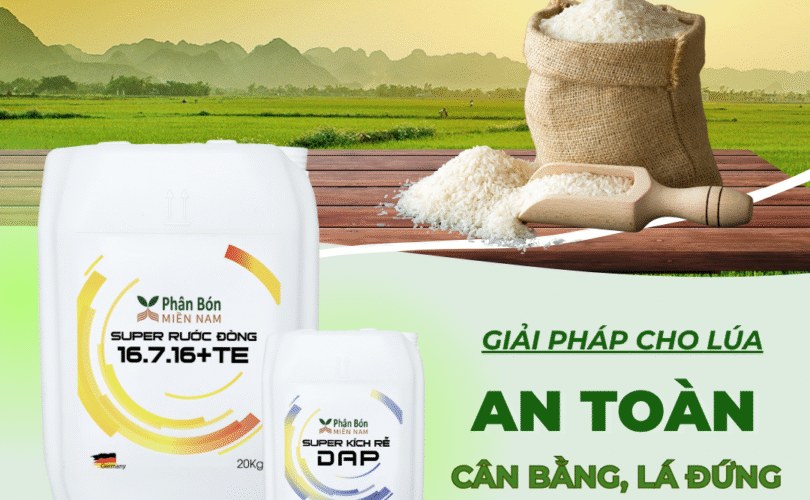 Phân Bón
MIỀN NAM
SUPER RƯỚC ĐÒNG
16.7.16+TE
Germany
20Kg
Phân Bón
MIỀN NAM
SUPER KÍCH RỄ
DAP
GIẢI PHÁP CHO LÚA
AN TOÀN
CÂN BẰNG, LÁ ĐỨNG